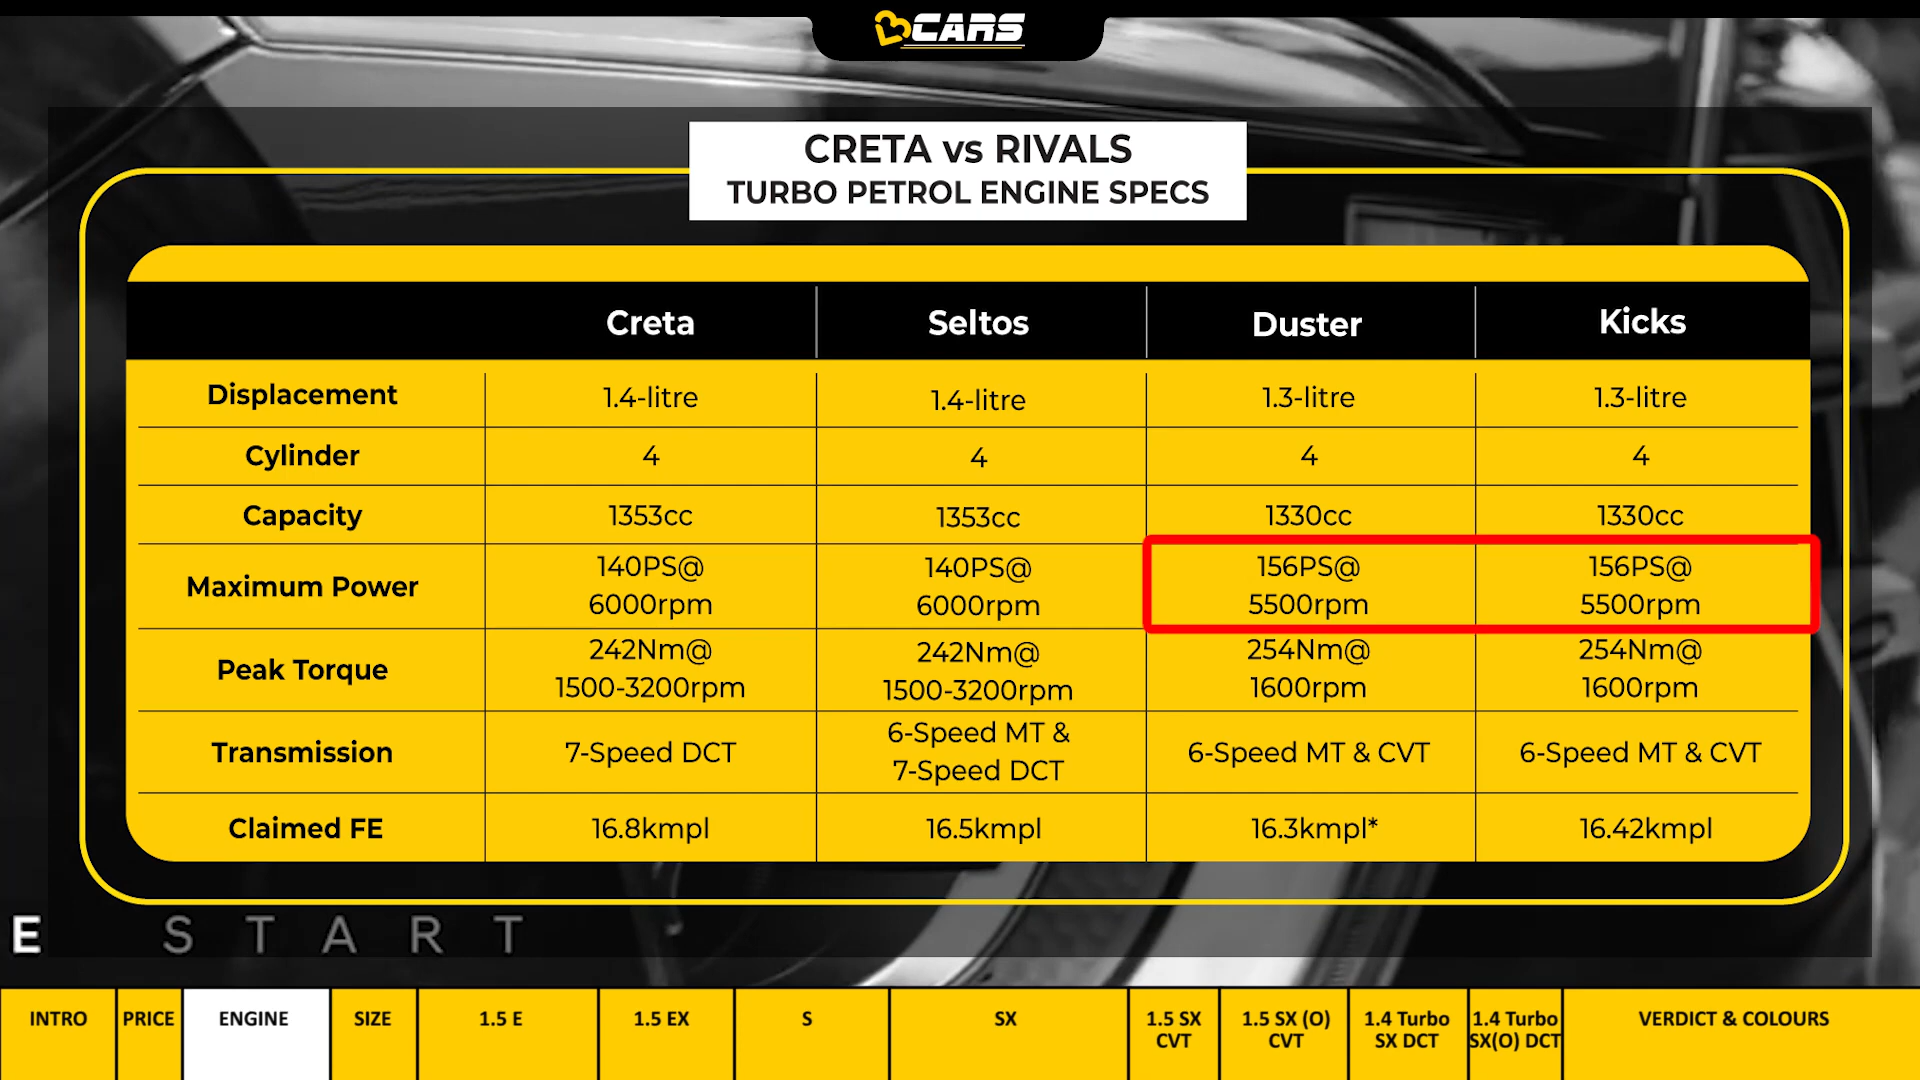 CARS
CRETA vs RIVALS
TURBO PETROL ENGINE SPECS
Creta Seltos Duster Kicks
Displacement 1.4-litre 1.4-litre 1.3-litre 1.3-litre
Cylinder 4 4 4 4
Capacity 1353cc 1353cc 1330cc 1330cc
Maximum Power 140PS@ 6000rpm 140PS@ 6000rpm 156PS@ 5500rpm 156PS@ 5500rpm
Peak Torque 242Nm@ 1500-3200rpm 242Nm@ 1500-3200rpm 254Nm@ 1600rpm 254Nm@ 1600rpm
Transmission 7-Speed DCT 6-Speed MT & 7-Speed DCT 6-Speed MT & CVT 6-Speed MT & CVT
Claimed FE 16.8kmpl 16.5kmpl 16.3kmpl* 16.42kmpl
E START
INTRO PRICE ENGINE SIZE 1.5 E 1.5 EX S SX 1.5 SX CVT 1.5 SX (O) CVT 1.4 Turbo SX DCT 1.4 Turbo SX(O) DCT VERDICT & COLOURS